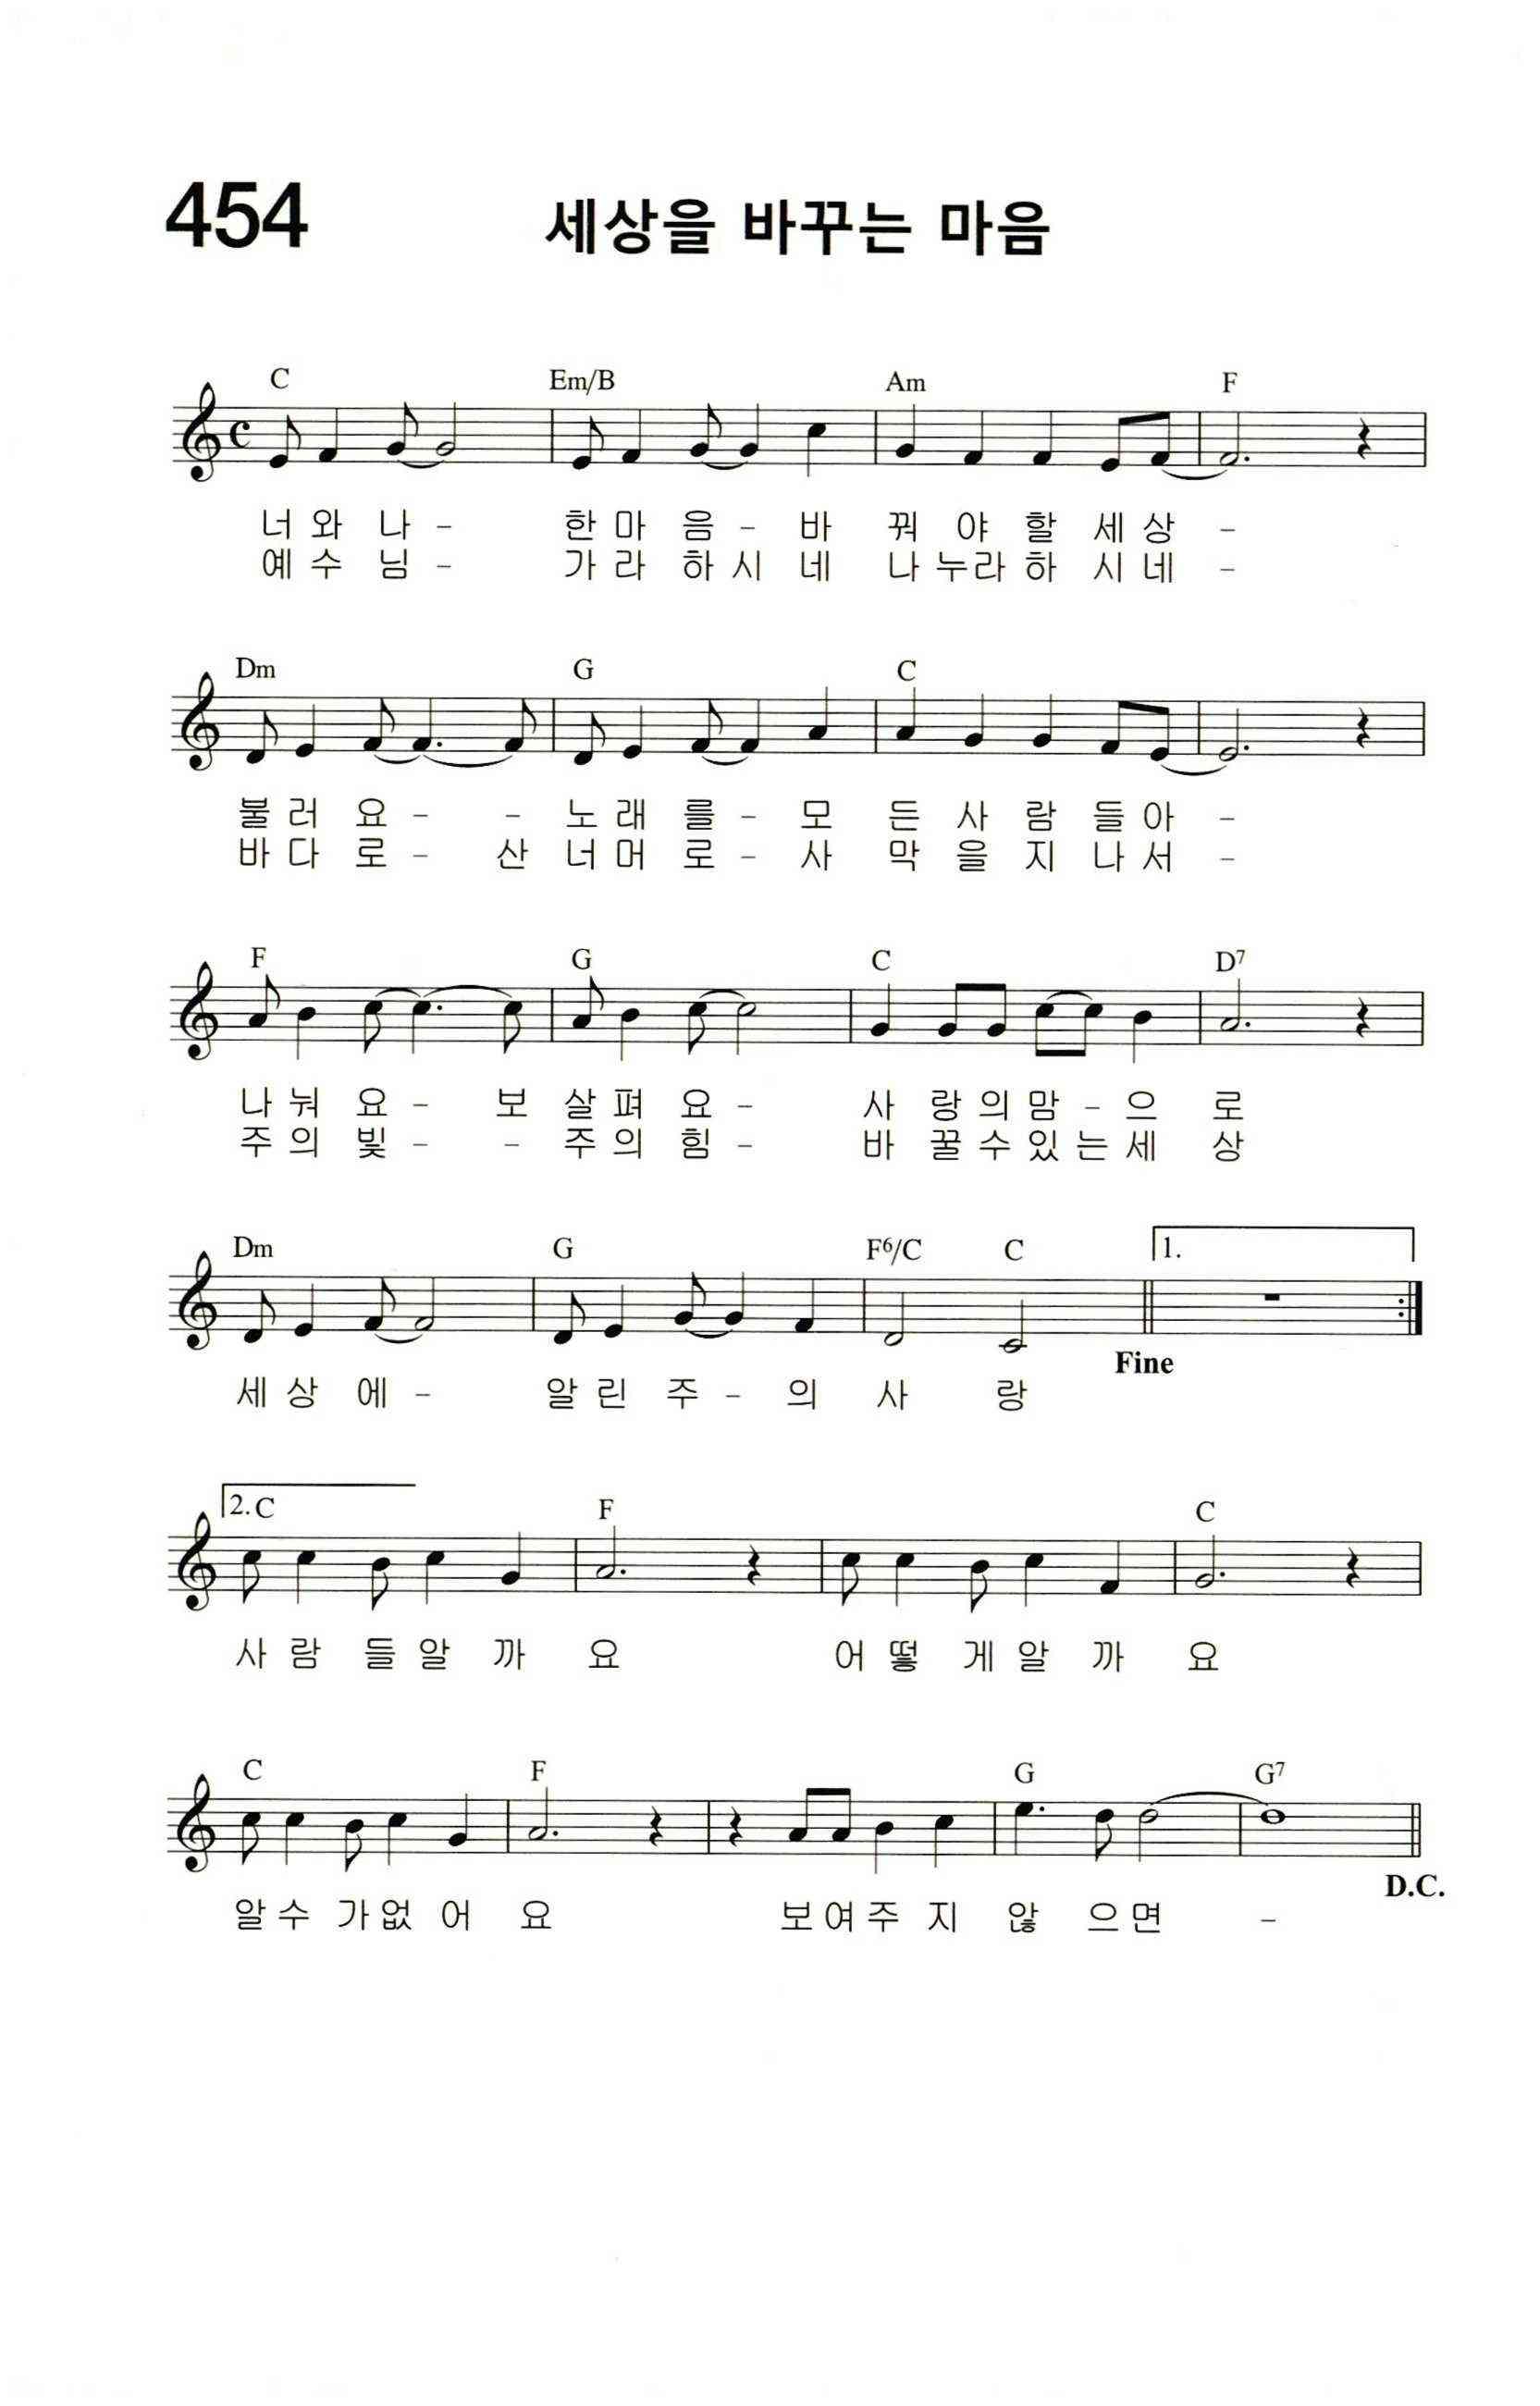 454 세상을 바꾸는 마음
C Em/B Am F
너 와 나 - 한 마 음 - 바 꿔 야 할 세 상 -
예 수 님 - 가 라 하 시 네 나 누 라 하 시 네 -
Dm G C
불 러 요 - - 노 래 를 - 모 든 사 람 들 아 -
바 다 로 - 산 너 머 로 - 사 막 을 지 나 서 -
F G C D7
나 눠 요 - 보 살 펴 요 - 사 랑 의 맘 - 으 로
주 의 빛 - - 주 의 힘 - 바 꿀 수 있 는 세 상
Dm G F6/C C 1.
Fine
세 상 에 - 알 린 주 - 의 사 랑
2. C F C
사 람 들 알 까 요 어 떻 게 알 까 요
C F G G7
D.C.
알 수 가 없 어 요 보 여 주 지 않 으 면 -